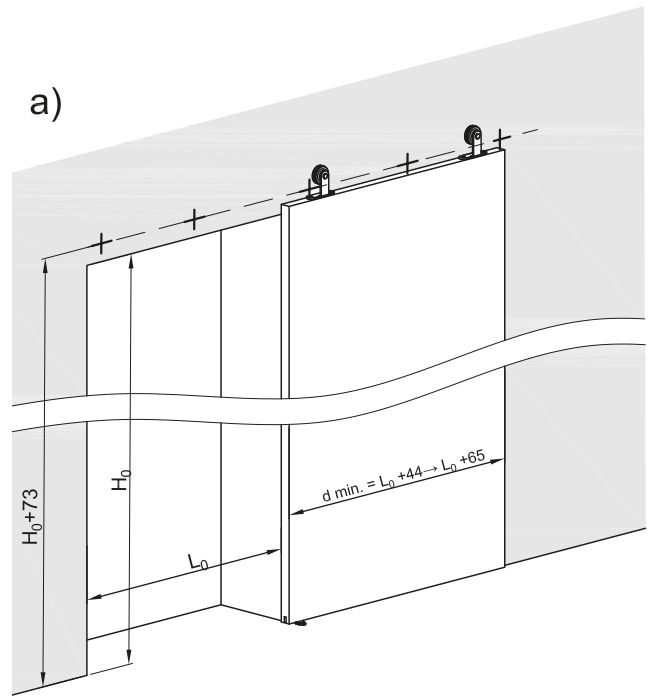 a)
H₀+73
H₀
L₀
d min. = L₀ +44→ L₀ +65